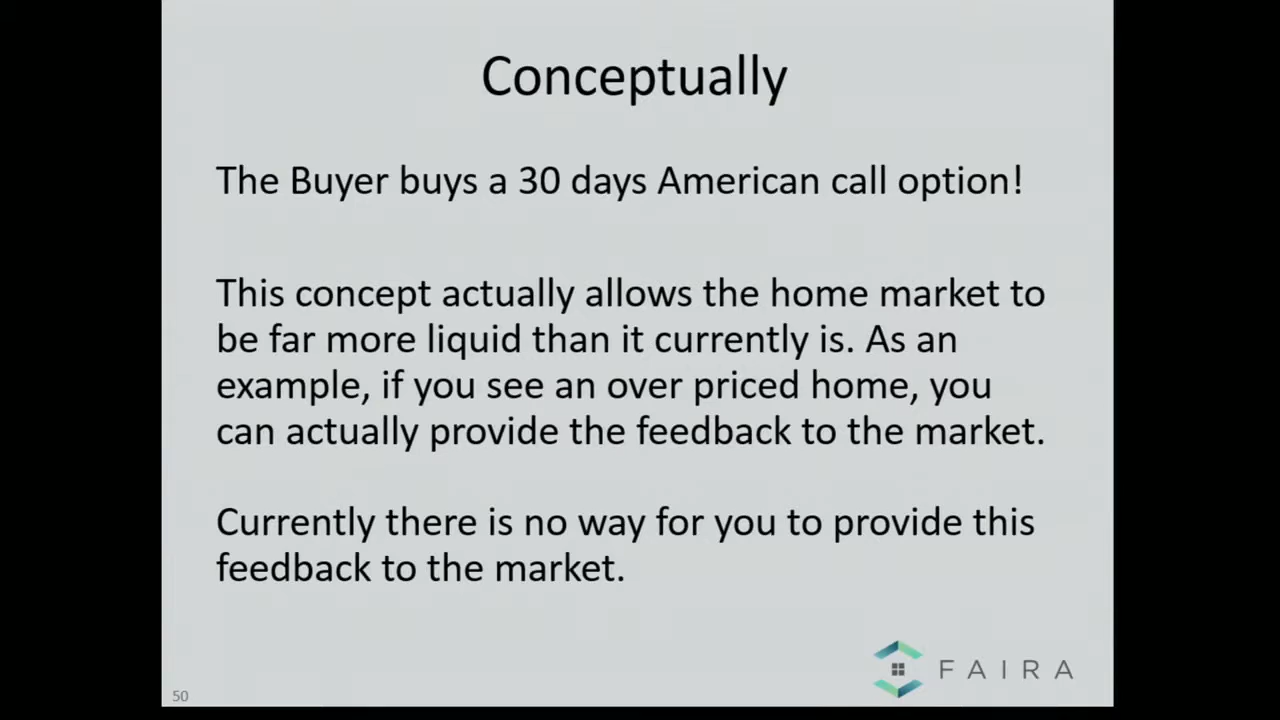 Conceptually
The Buyer buys a 30 days American call option!
This concept actually allows the home market to
be far more liquid than it currently is. As an
example, if you see an over priced home, you
can actually provide the feedback to the market.
Currently there is no way for you to provide this
feedback to the market.
FAIRA
50